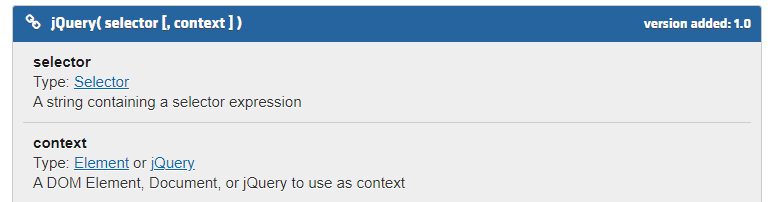 jQuery( selector [, context ] )
version added: 1.0
selector
Type: Selector
A string containing a selector expression
context
Type: Element or jQuery
A DOM Element, Document, or jQuery to use as context